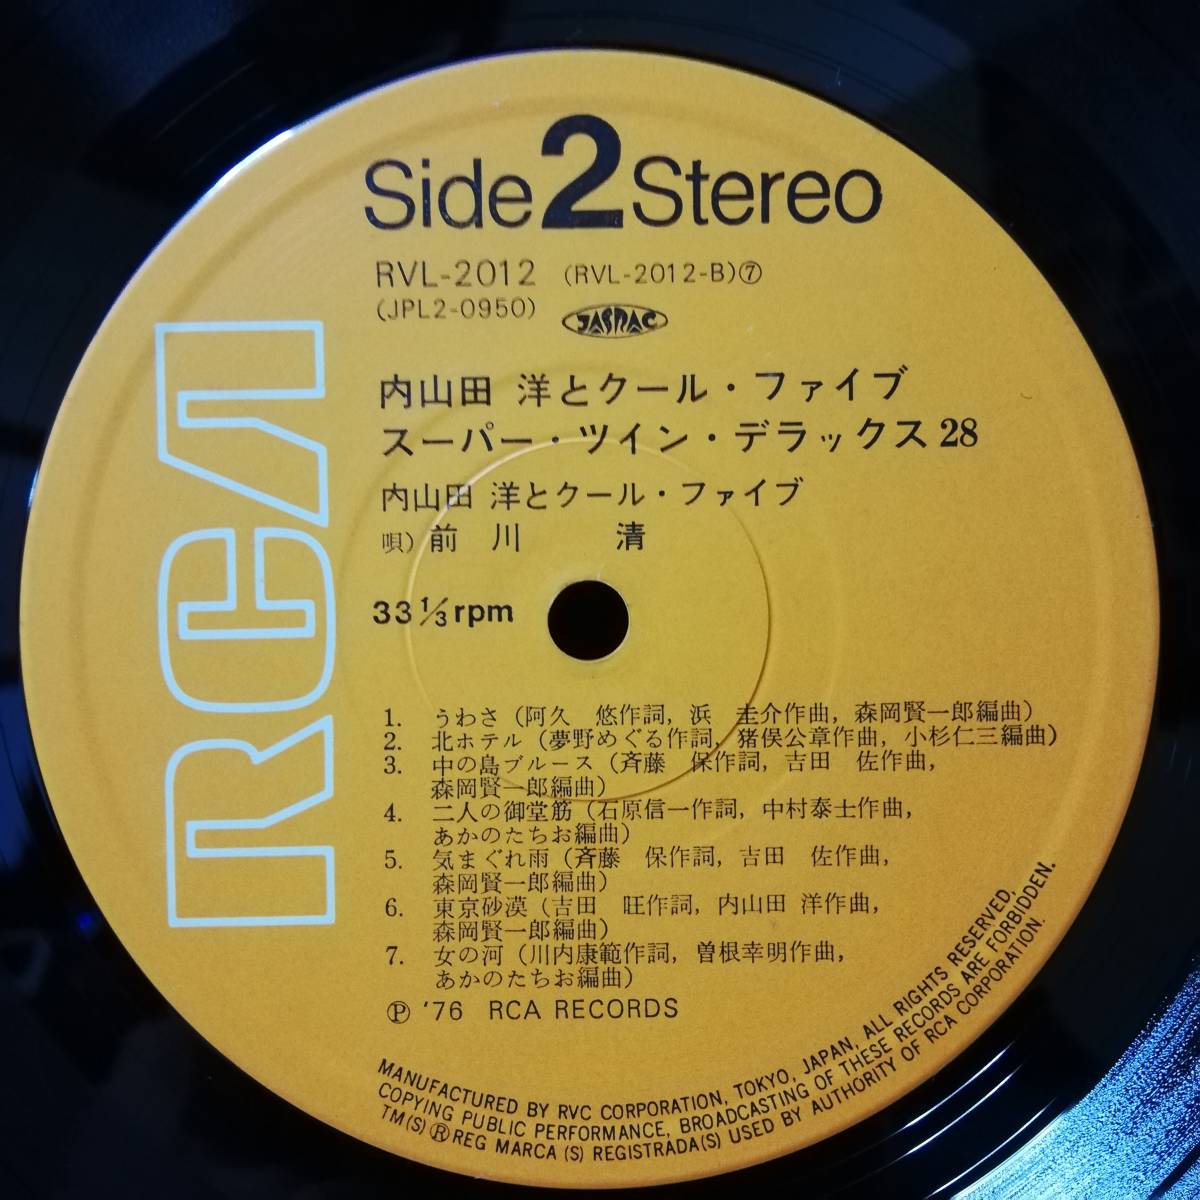 Side 2 Stereo
RVL-2012 (RVL-2012-B)⑦
(JPL2-0950) JASRAC
内山田 洋とクール・ファイブ
スーパー・ツイン・デラックス28
内山田 洋とクール・ファイブ
唄) 前川 清
33 1/3 rpm
RCA
1. うわさ (阿久 悠作詞, 浜 圭介作曲, 森岡賢一郎編曲)
2. 北ホテル (夢野めぐる作詞, 猪俣公章作曲, 小杉仁三編曲)
3. 中の島ブルース (斉藤 保作詞, 吉田 佐作曲,
森岡賢一郎編曲)
4. 二人の御堂筋 (石原信一作詞, 中村泰士作曲,
あかのたちお編曲)
5. 気まぐれ雨 (斉藤 保作詞, 吉田 佐作曲,
森岡賢一郎編曲)
6. 東京砂漠 (吉田 旺作詞, 内山田 洋作曲,
森岡賢一郎編曲)
7. 女の河 (川内康範作詞, 曽根幸明作曲,
あかのたちお編曲)
Ⓟ '76 RCA RECORDS
MANUFACTURED BY RVC CORPORATION, TOKYO, JAPAN, ALL RIGHTS RESERVED,
COPYING PUBLIC PERFORMANCE, BROADCASTING OF THESE RECORDS ARE FORBIDDEN.
TM(S) ® REG MARCA (S) REGISTRADA(S) USED BY AUTHORITY OF RCA CORPORATION.